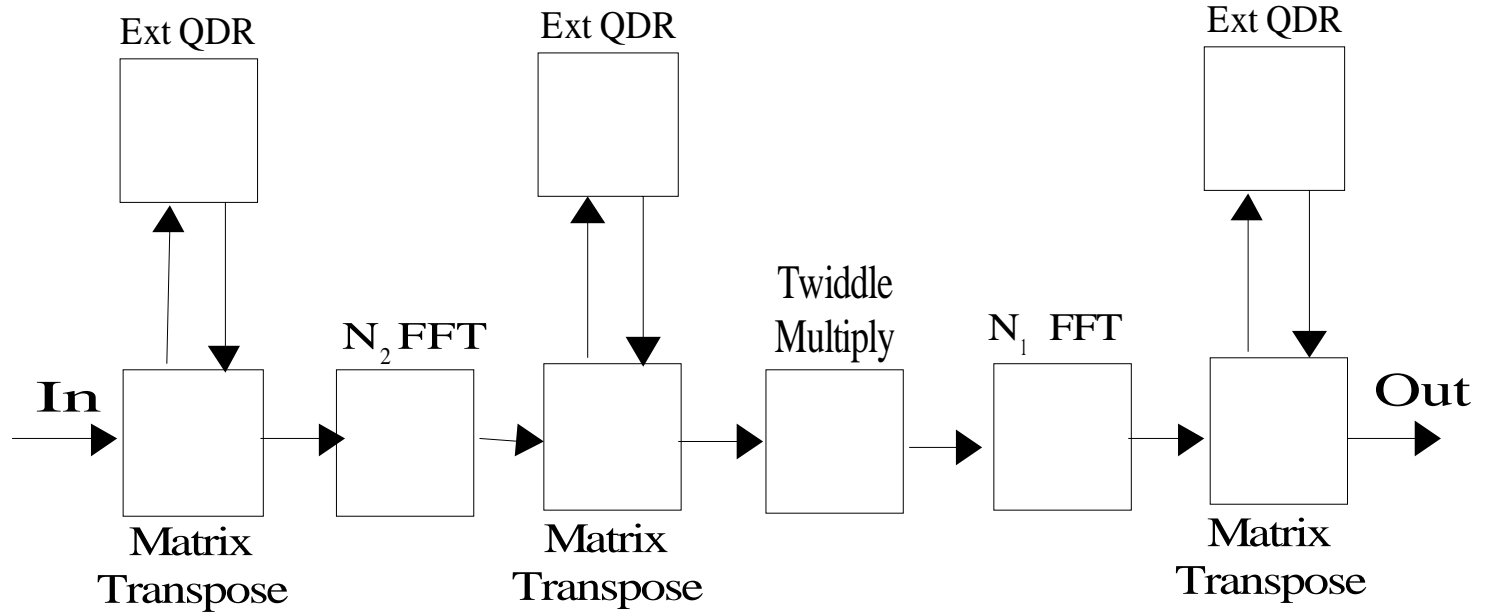 Ext QDR
Ext QDR
Ext QDR
Twiddle
Multiply
N₂ FFT
N₁ FFT
In
Out
Matrix
Transpose
Matrix
Transpose
Matrix
Transpose